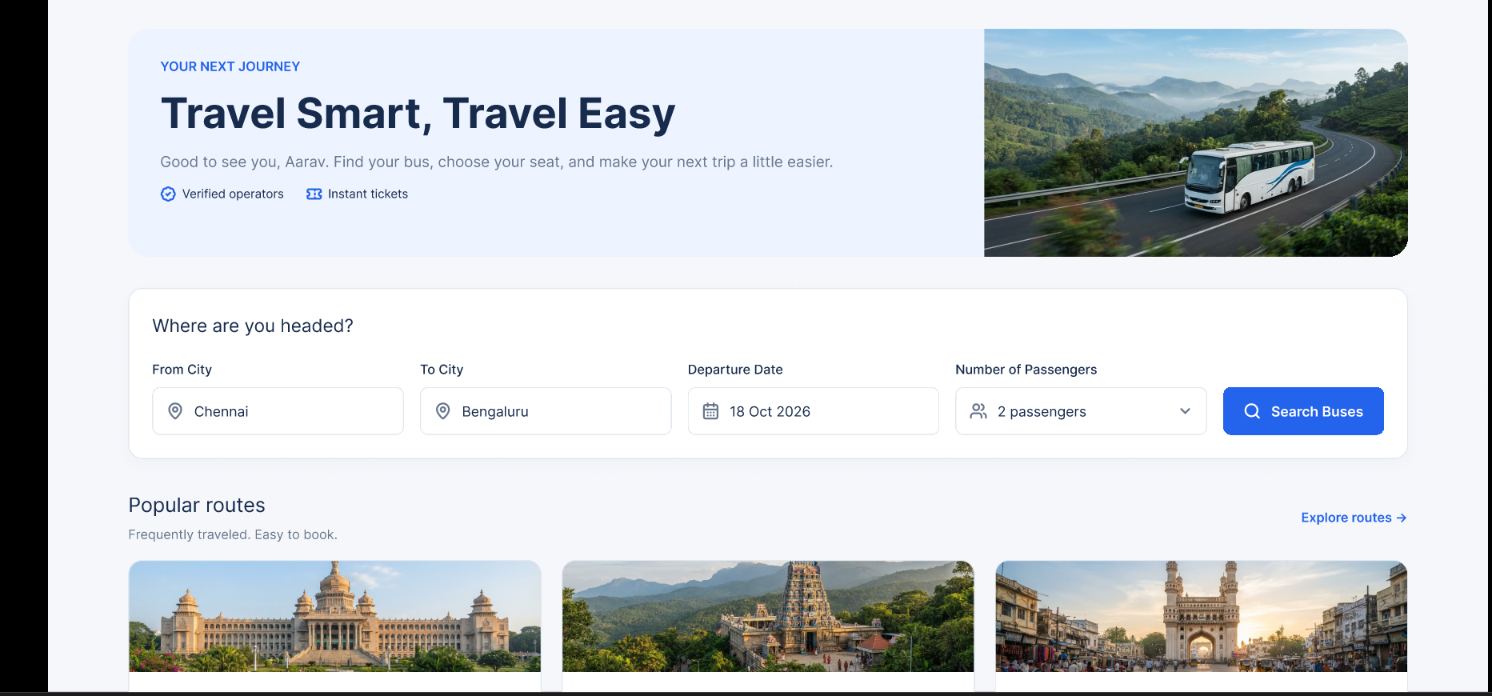 YOUR NEXT JOURNEY
Travel Smart, Travel Easy
Good to see you, Aarav. Find your bus, choose your seat, and make your next trip a little easier.
Verified operators
Instant tickets
Where are you headed?
From City
To City
Departure Date
Number of Passengers
Chennai
Bengaluru
18 Oct 2026
2 passengers
Search Buses
Popular routes
Explore routes →
Frequently traveled. Easy to book.